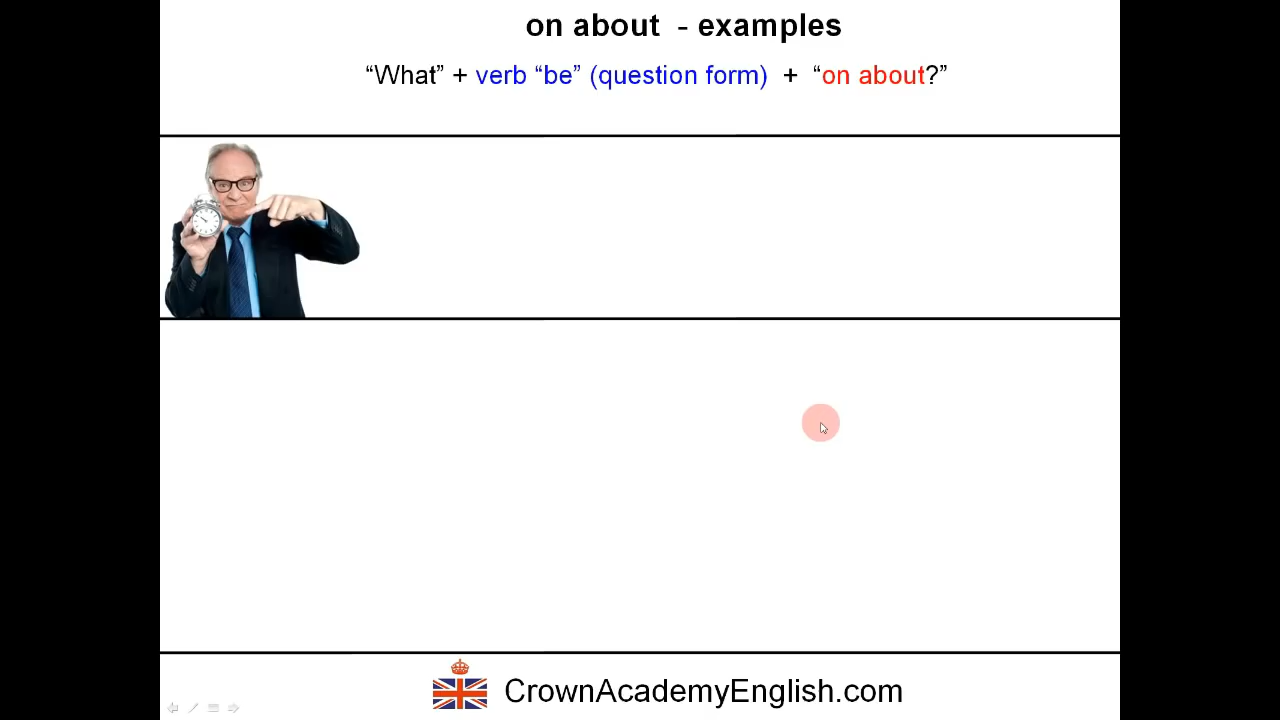 on about - examples
“What” + verb “be” (question form) + “on about?”
CrownAcademyEnglish.com